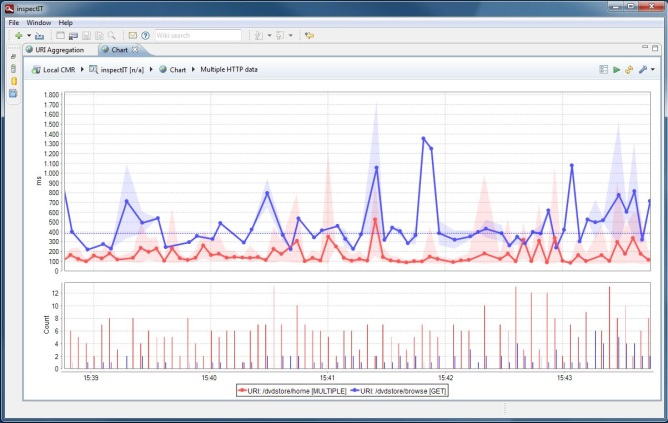 inspectIT
File Window Help
Wiki search
URI Aggregation Chart
Local CMR inspectIT [n/a] Chart Multiple HTTP data
1.800
1.700
1.600
1.500
1.400
1.300
1.200
1.100
1.000
900
800
700
600
500
400
300
200
100
0
ms
12
10
8
6
4
2
0
Count
15:39 15:40 15:41 15:42 15:43
URI: /dvdstore/home [MULTIPLE] URI: /dvdstore/browse [GET]